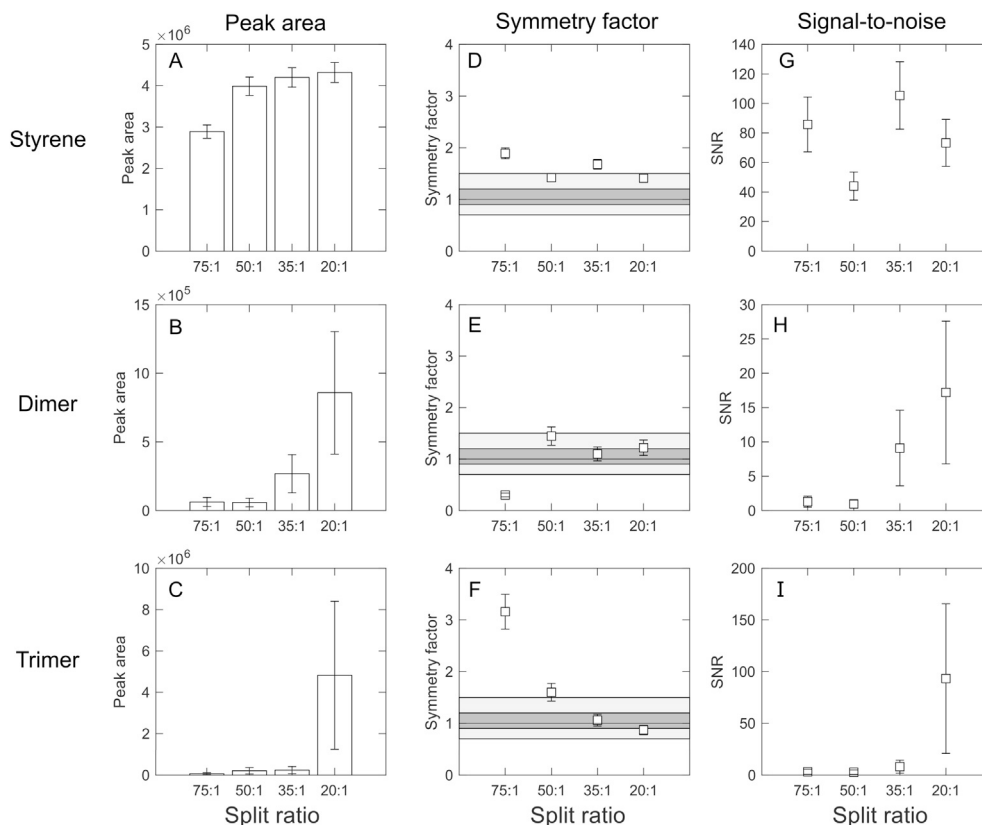 Peak area
Symmetry factor
Signal-to-noise
Styrene
Dimer
Trimer
×10⁶
A
Peak area
5
4
3
2
1
0
75:1 50:1 35:1 20:1
D
Symmetry factor
4
3
2
1
0
75:1 50:1 35:1 20:1
G
SNR
140
120
100
80
60
40
20
0
75:1 50:1 35:1 20:1
×10⁵
B
Peak area
15
10
5
0
75:1 50:1 35:1 20:1
E
Symmetry factor
4
3
2
1
0
75:1 50:1 35:1 20:1
H
SNR
30
25
20
15
10
5
0
75:1 50:1 35:1 20:1
×10⁶
C
Peak area
10
8
6
4
2
0
75:1 50:1 35:1 20:1
Split ratio
F
Symmetry factor
4
3
2
1
0
75:1 50:1 35:1 20:1
Split ratio
I
SNR
200
150
100
50
0
75:1 50:1 35:1 20:1
Split ratio